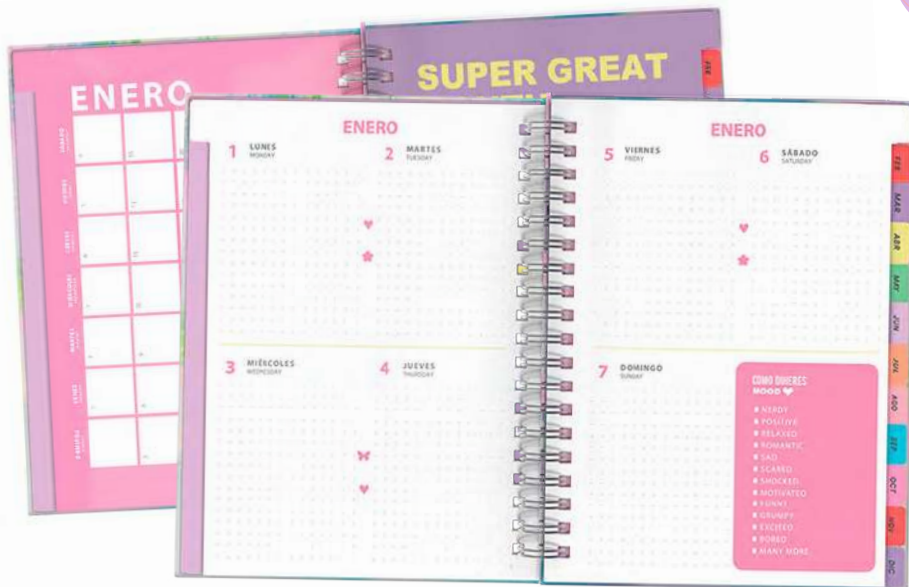 ENERO
SUPER GREAT
FEB
ENERO
1 LUNES
MONDAY
2 MARTES
TUESDAY
3 MIÉSCOLES
WEDNESDAY
4 JUEVES
THURSDAY
ENERO
5 VIERNES
FRIDAY
6 SÁBADO
SATURDAY
7 DOMINGO
SUNDAY
COMO QUIERES
MOOD
NERDY
POSITIVE
RELAXED
ROMANTIC
SAD
SCARED
SHOCKED
MOTIVATED
FUNNY
GRUMPY
EXCITED
BORED
MANY MORE.
FEB
MAR
ABR
MAY
JUN
JUL
AGO
SEP
OCT
NOV
DIC